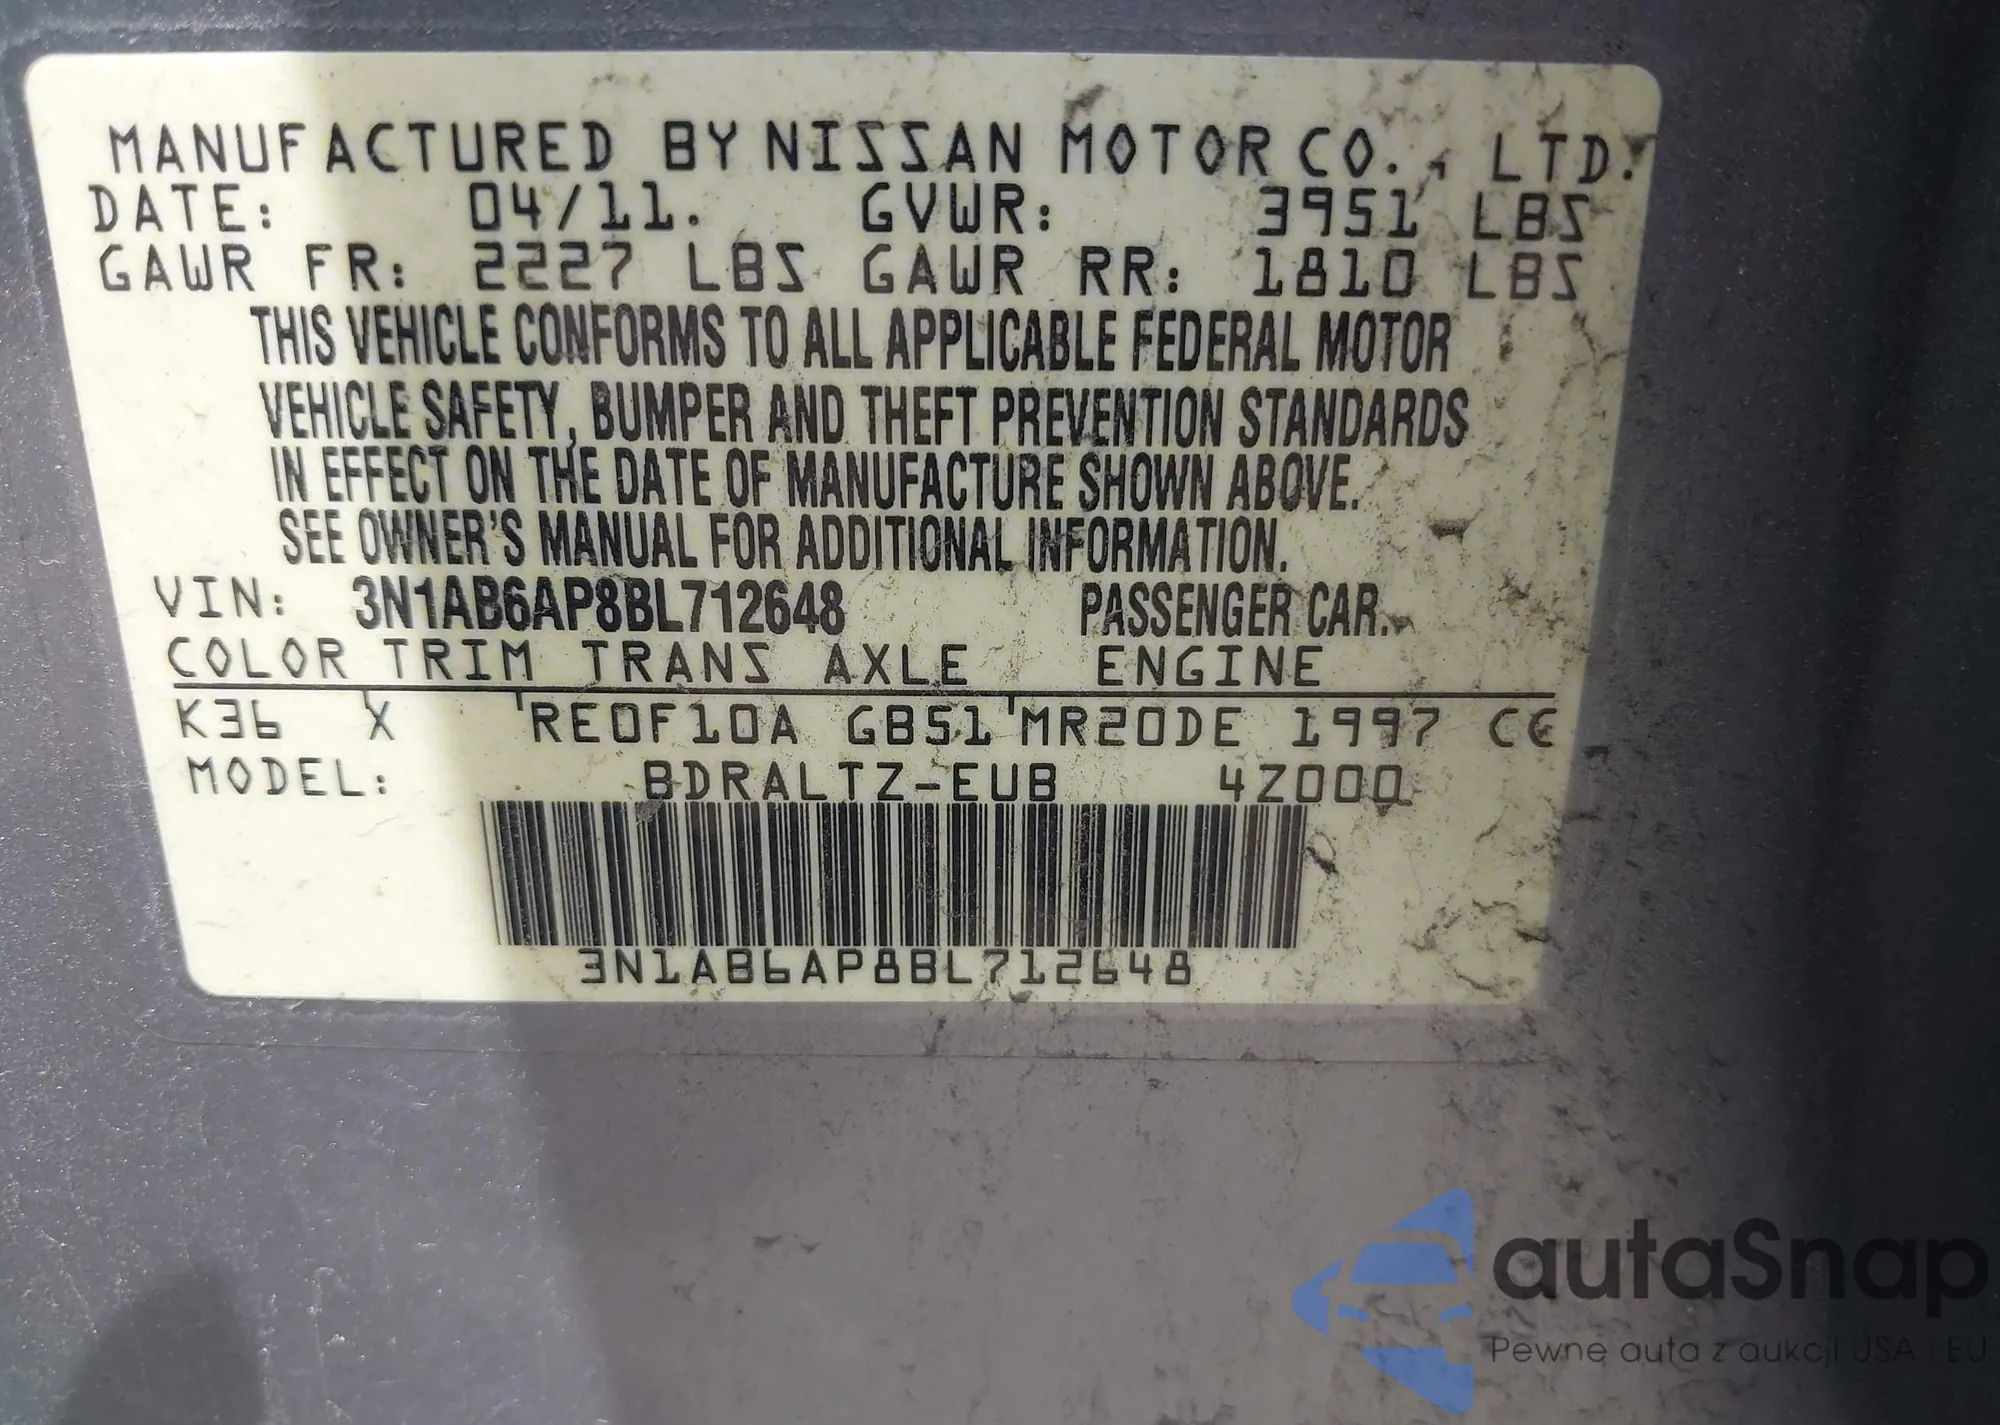 MANUFACTURED BY NISSAN MOTOR CO., LTD.
DATE: 04/11. GVWR: 3951 LBS
GAWR FR: 2227 LBS GAWR RR: 1810 LBS
THIS VEHICLE CONFORMS TO ALL APPLICABLE FEDERAL MOTOR
VEHICLE SAFETY, BUMPER AND THEFT PREVENTION STANDARDS
IN EFFECT ON THE DATE OF MANUFACTURE SHOWN ABOVE.
SEE OWNER'S MANUAL FOR ADDITIONAL INFORMATION.
VIN: 3N1AB6AP8BL712648 PASSENGER CAR.
COLOR TRIM TRANS AXLE ENGINE
K36 X RE0F10A GB51 MR20DE 1997 CC
MODEL: BDRALTZ-EUB 4Z000
3N1AB6AP8BL712648
autaSnap
Pewne auta z aukcji USA i EU